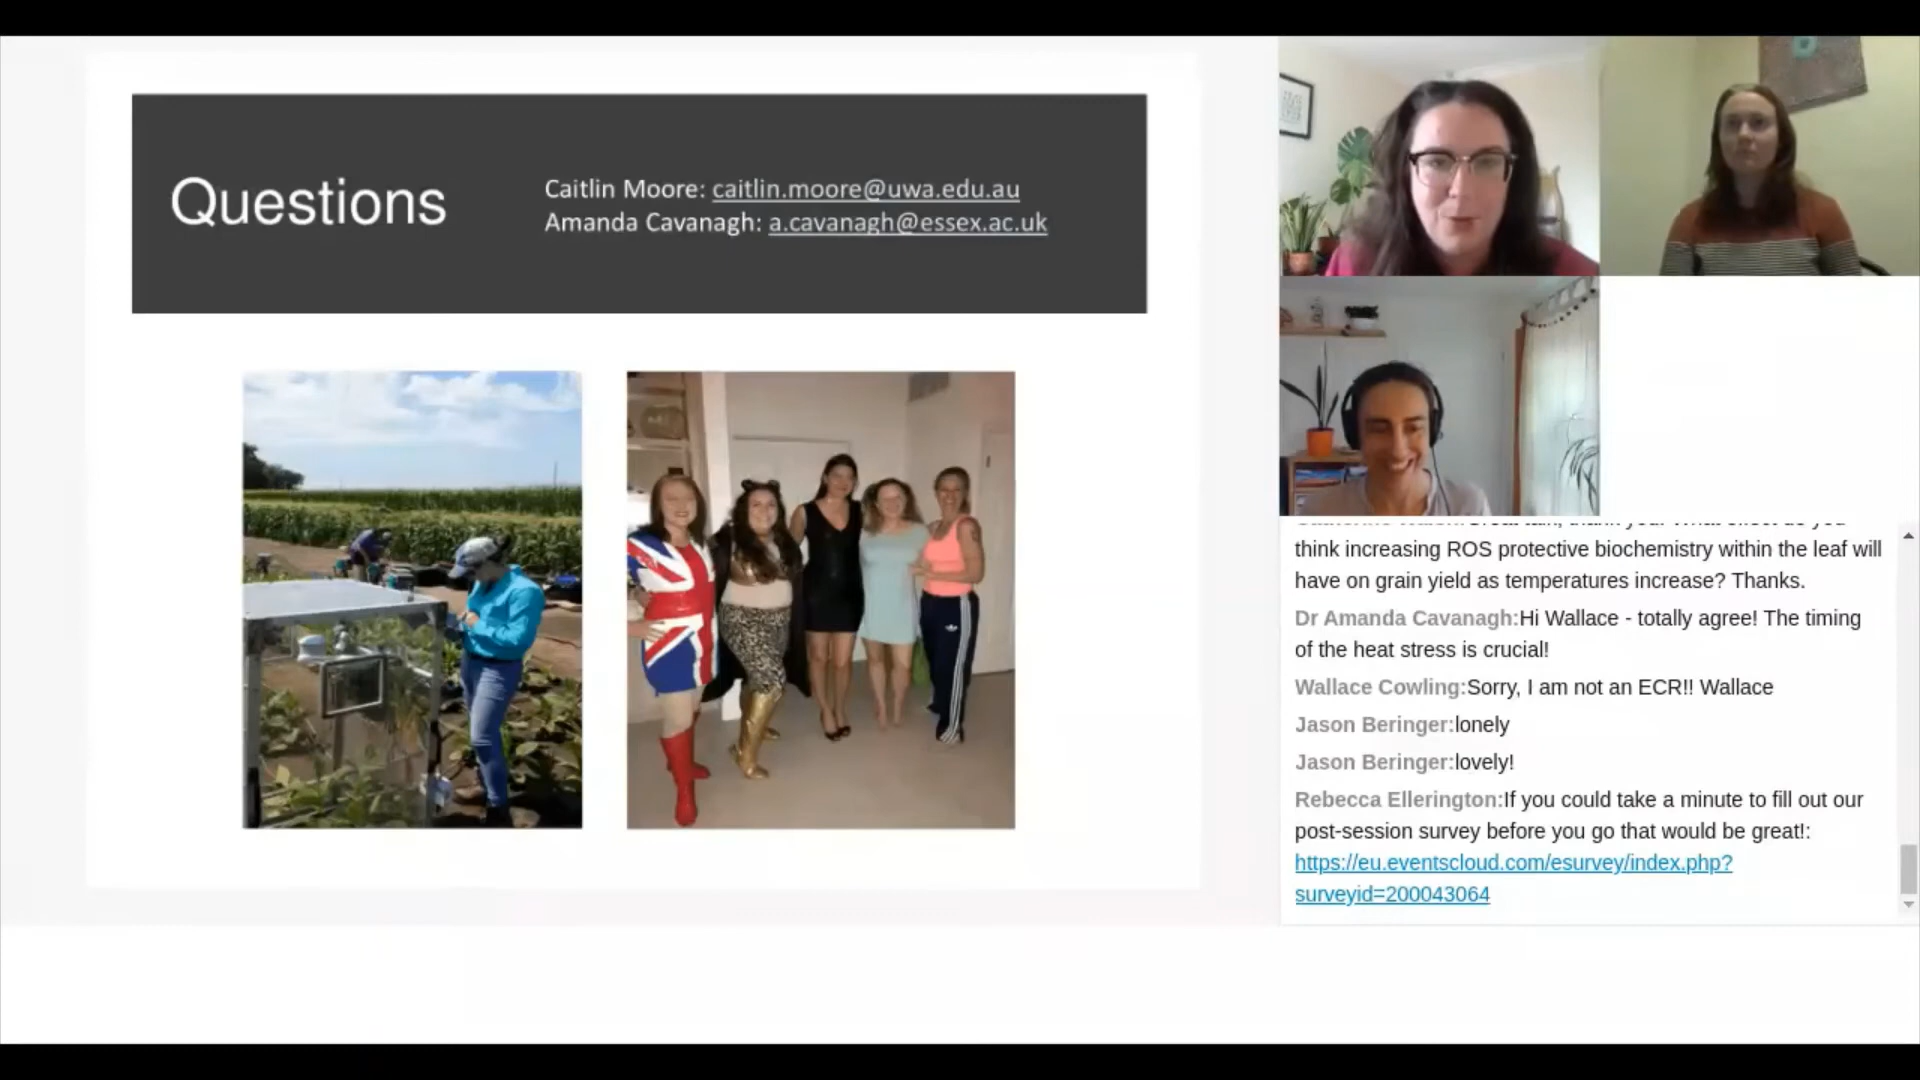 Questions
Caitlin Moore: caitlin.moore@uwa.edu.au
Amanda Cavanagh: a.cavanagh@essex.ac.uk
think increasing ROS protective biochemistry within the leaf will
have on grain yield as temperatures increase? Thanks.
Dr Amanda Cavanagh:Hi Wallace - totally agree! The timing
of the heat stress is crucial!
Wallace Cowling:Sorry, I am not an ECR!! Wallace
Jason Beringer:lonely
Jason Beringer:lovely!
Rebecca Ellerington:If you could take a minute to fill out our
post-session survey before you go that would be great!:
https://eu.eventscloud.com/esurvey/index.php?
surveyid=200043064